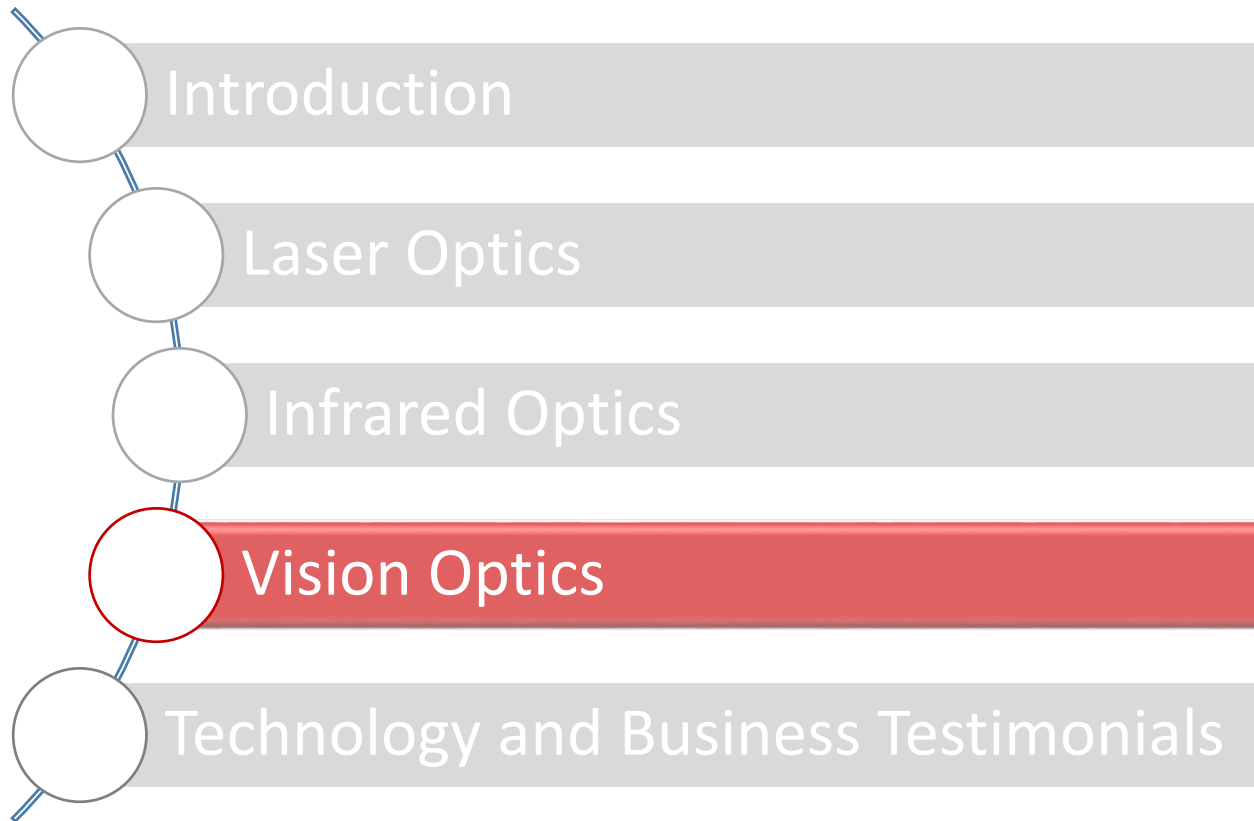 Introduction
Laser Optics
Infrared Optics
Vision Optics
Technology and Business Testimonials